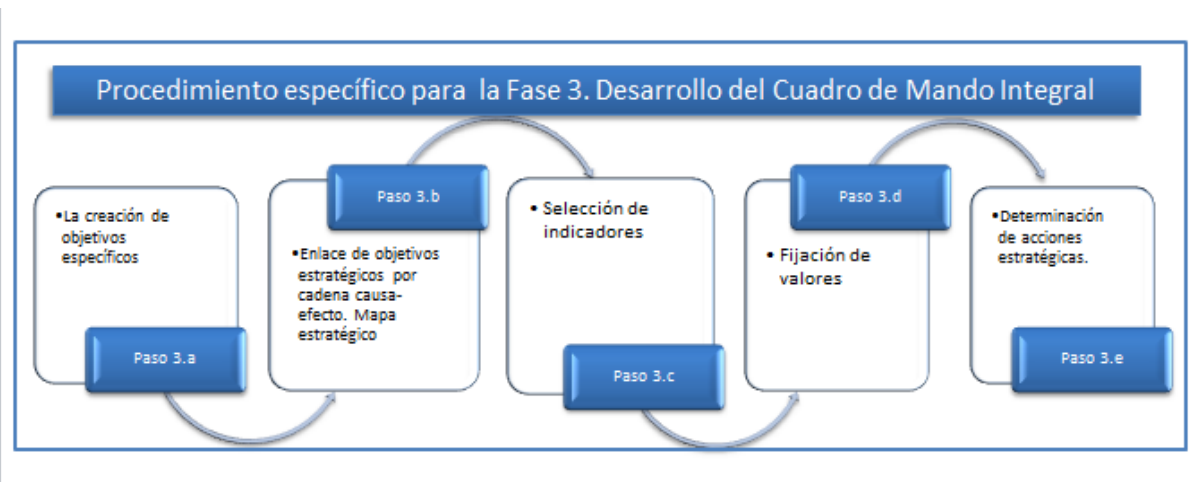 Procedimiento específico para la Fase 3. Desarrollo del Cuadro de Mando Integral
•La creación de
objetivos
específicos
Paso 3.a
Paso 3.b
•Enlace de objetivos
estratégicos por
cadena causa-
efecto. Mapa
estratégico
• Selección de
indicadores
Paso 3.c
Paso 3.d
• Fijación de
valores
•Determinación
de acciones
estratégicas.
Paso 3.e